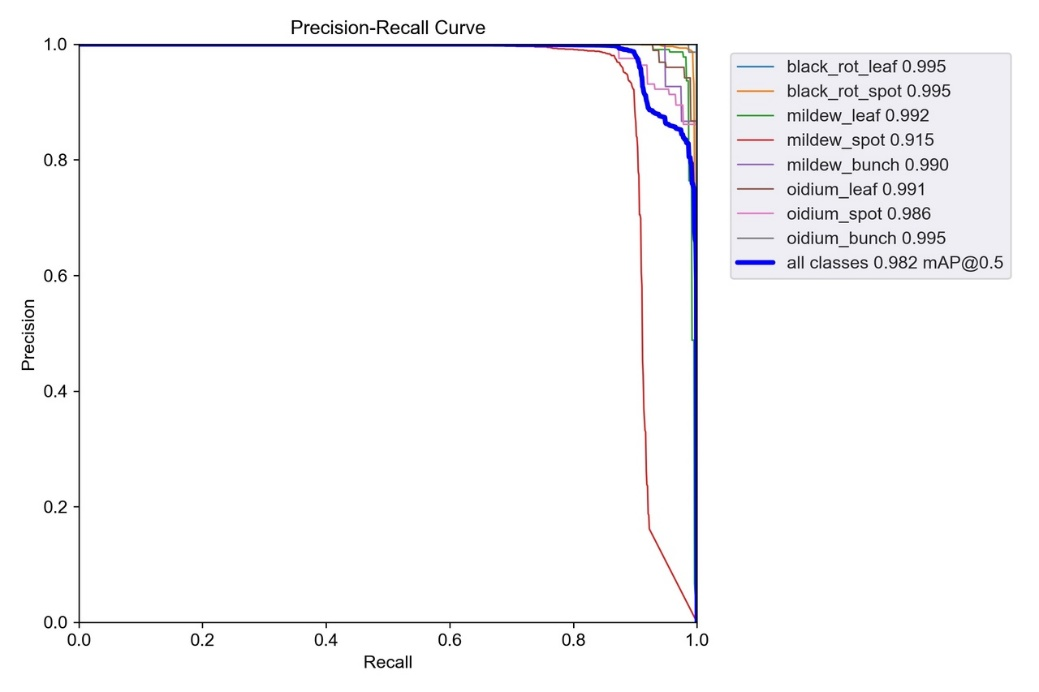 Precision-Recall Curve
1.0
0.8
0.6
0.4
0.2
0.0
Precision
0.0 0.2 0.4 0.6 0.8 1.0
Recall
black_rot_leaf 0.995
black_rot_spot 0.995
mildew_leaf 0.992
mildew_spot 0.915
mildew_bunch 0.990
oidium_leaf 0.991
oidium_spot 0.986
oidium_bunch 0.995
all classes 0.982 mAP@0.5